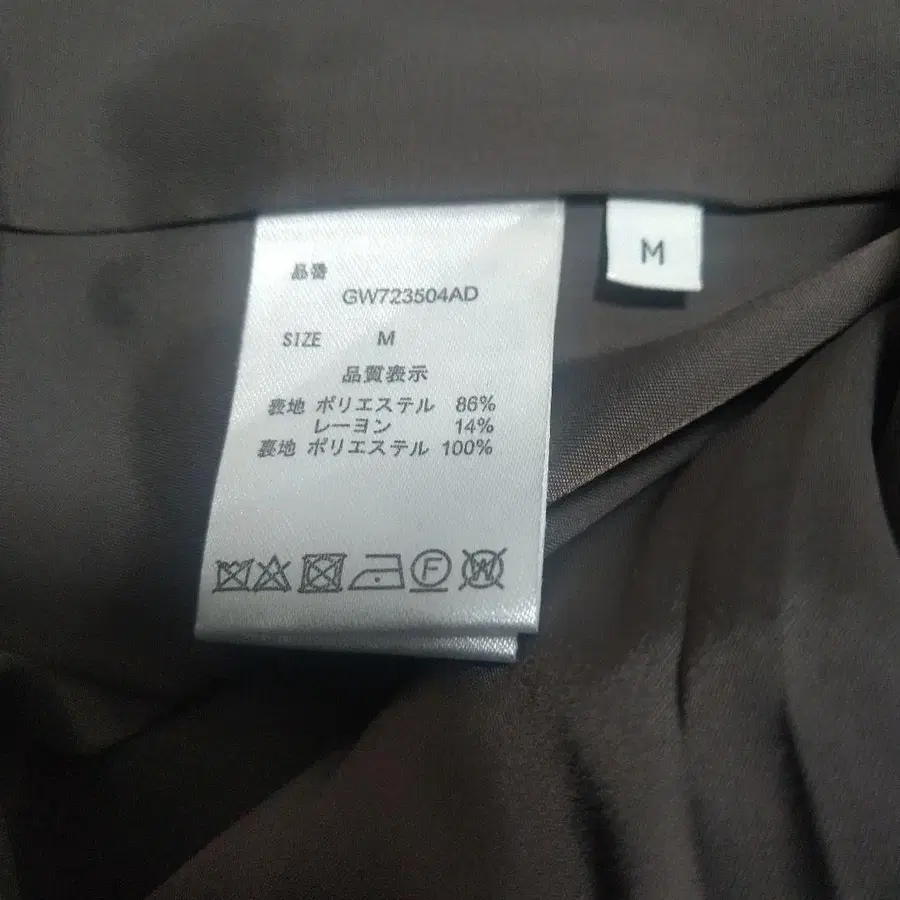 品番
GW723504AD
SIZE M
品質表示
表地 ポリエステル 86%
レーヨン 14%
裏地 ポリエステル 100%
F W
M